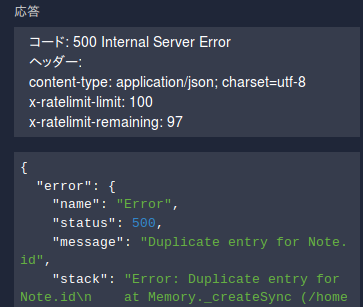 応答
コード: 500 Internal Server Error
ヘッダー:
content-type: application/json; charset=utf-8
x-ratelimit-limit: 100
x-ratelimit-remaining: 97
{
"error": {
"name": "Error",
"status": 500,
"message": "Duplicate entry for Note.
id",
"stack": "Error: Duplicate entry for
Note.id\n    at Memory._createSync (/home